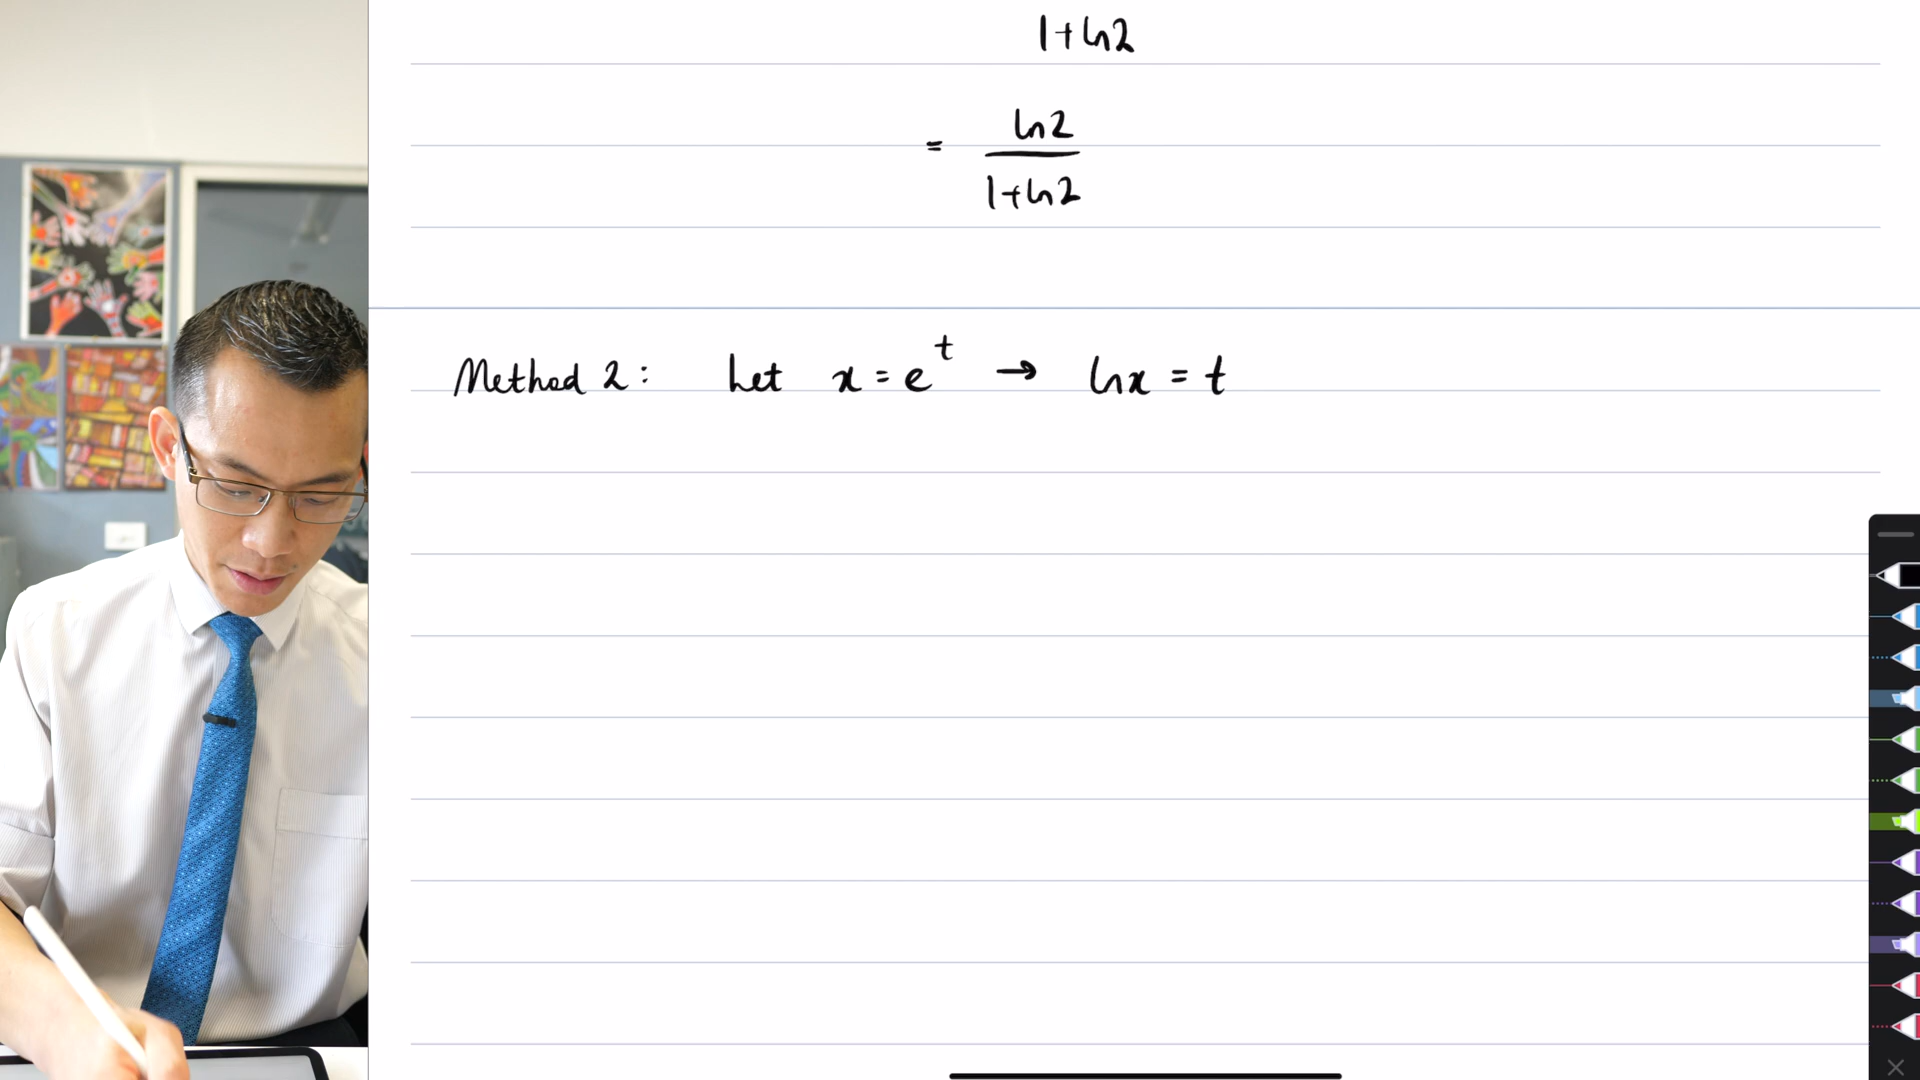 1+ln2
= ln2
1+ln2
Method 2: Let x = e^t → lnx = t